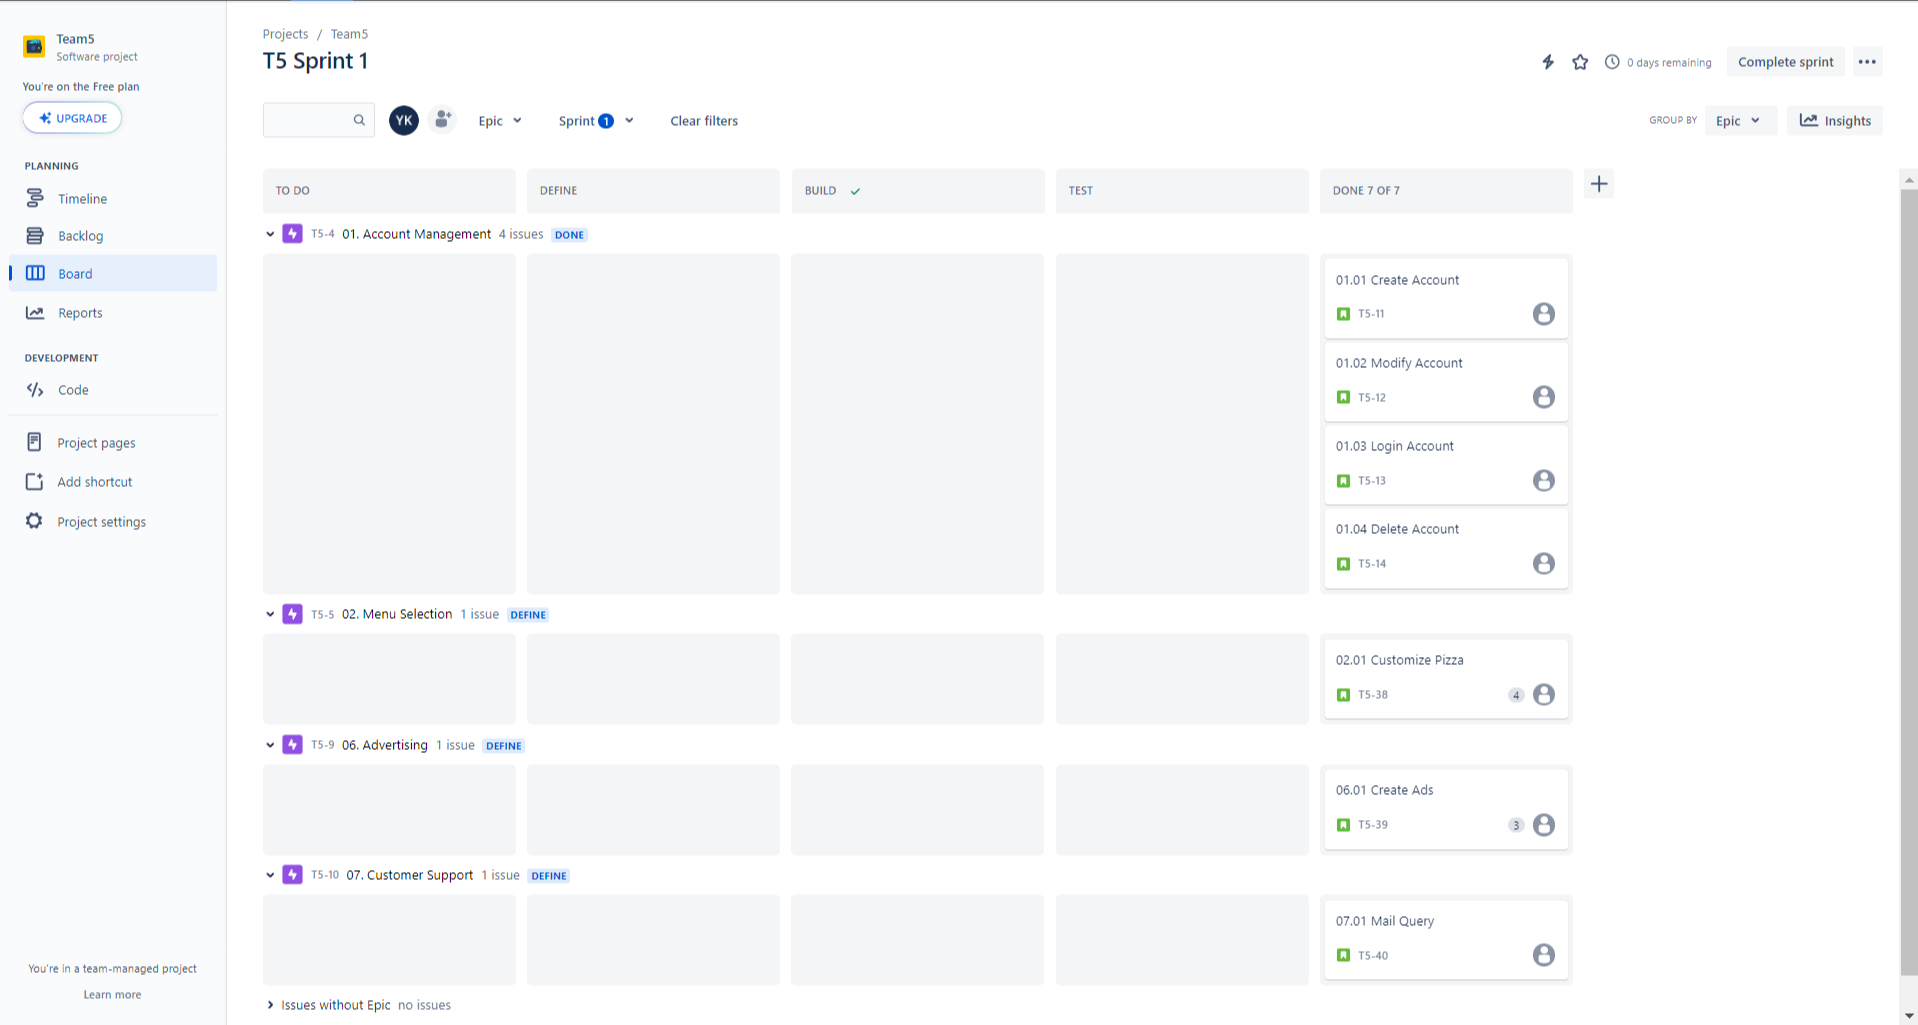 Team5
Software project
You're on the Free plan
UPGRADE
PLANNING
Timeline
Backlog
Board
Reports
DEVELOPMENT
Code
Project pages
Add shortcut
Project settings
You're in a team-managed project
Learn more
Projects / Team5
T5 Sprint 1
0 days remaining
Complete sprint
YK
Epic
Sprint 1
Clear filters
GROUP BY
Epic
Insights
TO DO
DEFINE
BUILD
TEST
DONE 7 OF 7
T5-4 01. Account Management 4 issues DONE
01.01 Create Account
T5-11
01.02 Modify Account
T5-12
01.03 Login Account
T5-13
01.04 Delete Account
T5-14
T5-5 02. Menu Selection 1 issue DEFINE
02.01 Customize Pizza
T5-38 4
T5-9 06. Advertising 1 issue DEFINE
06.01 Create Ads
T5-39 3
T5-10 07. Customer Support 1 issue DEFINE
07.01 Mail Query
T5-40
Issues without Epic no issues